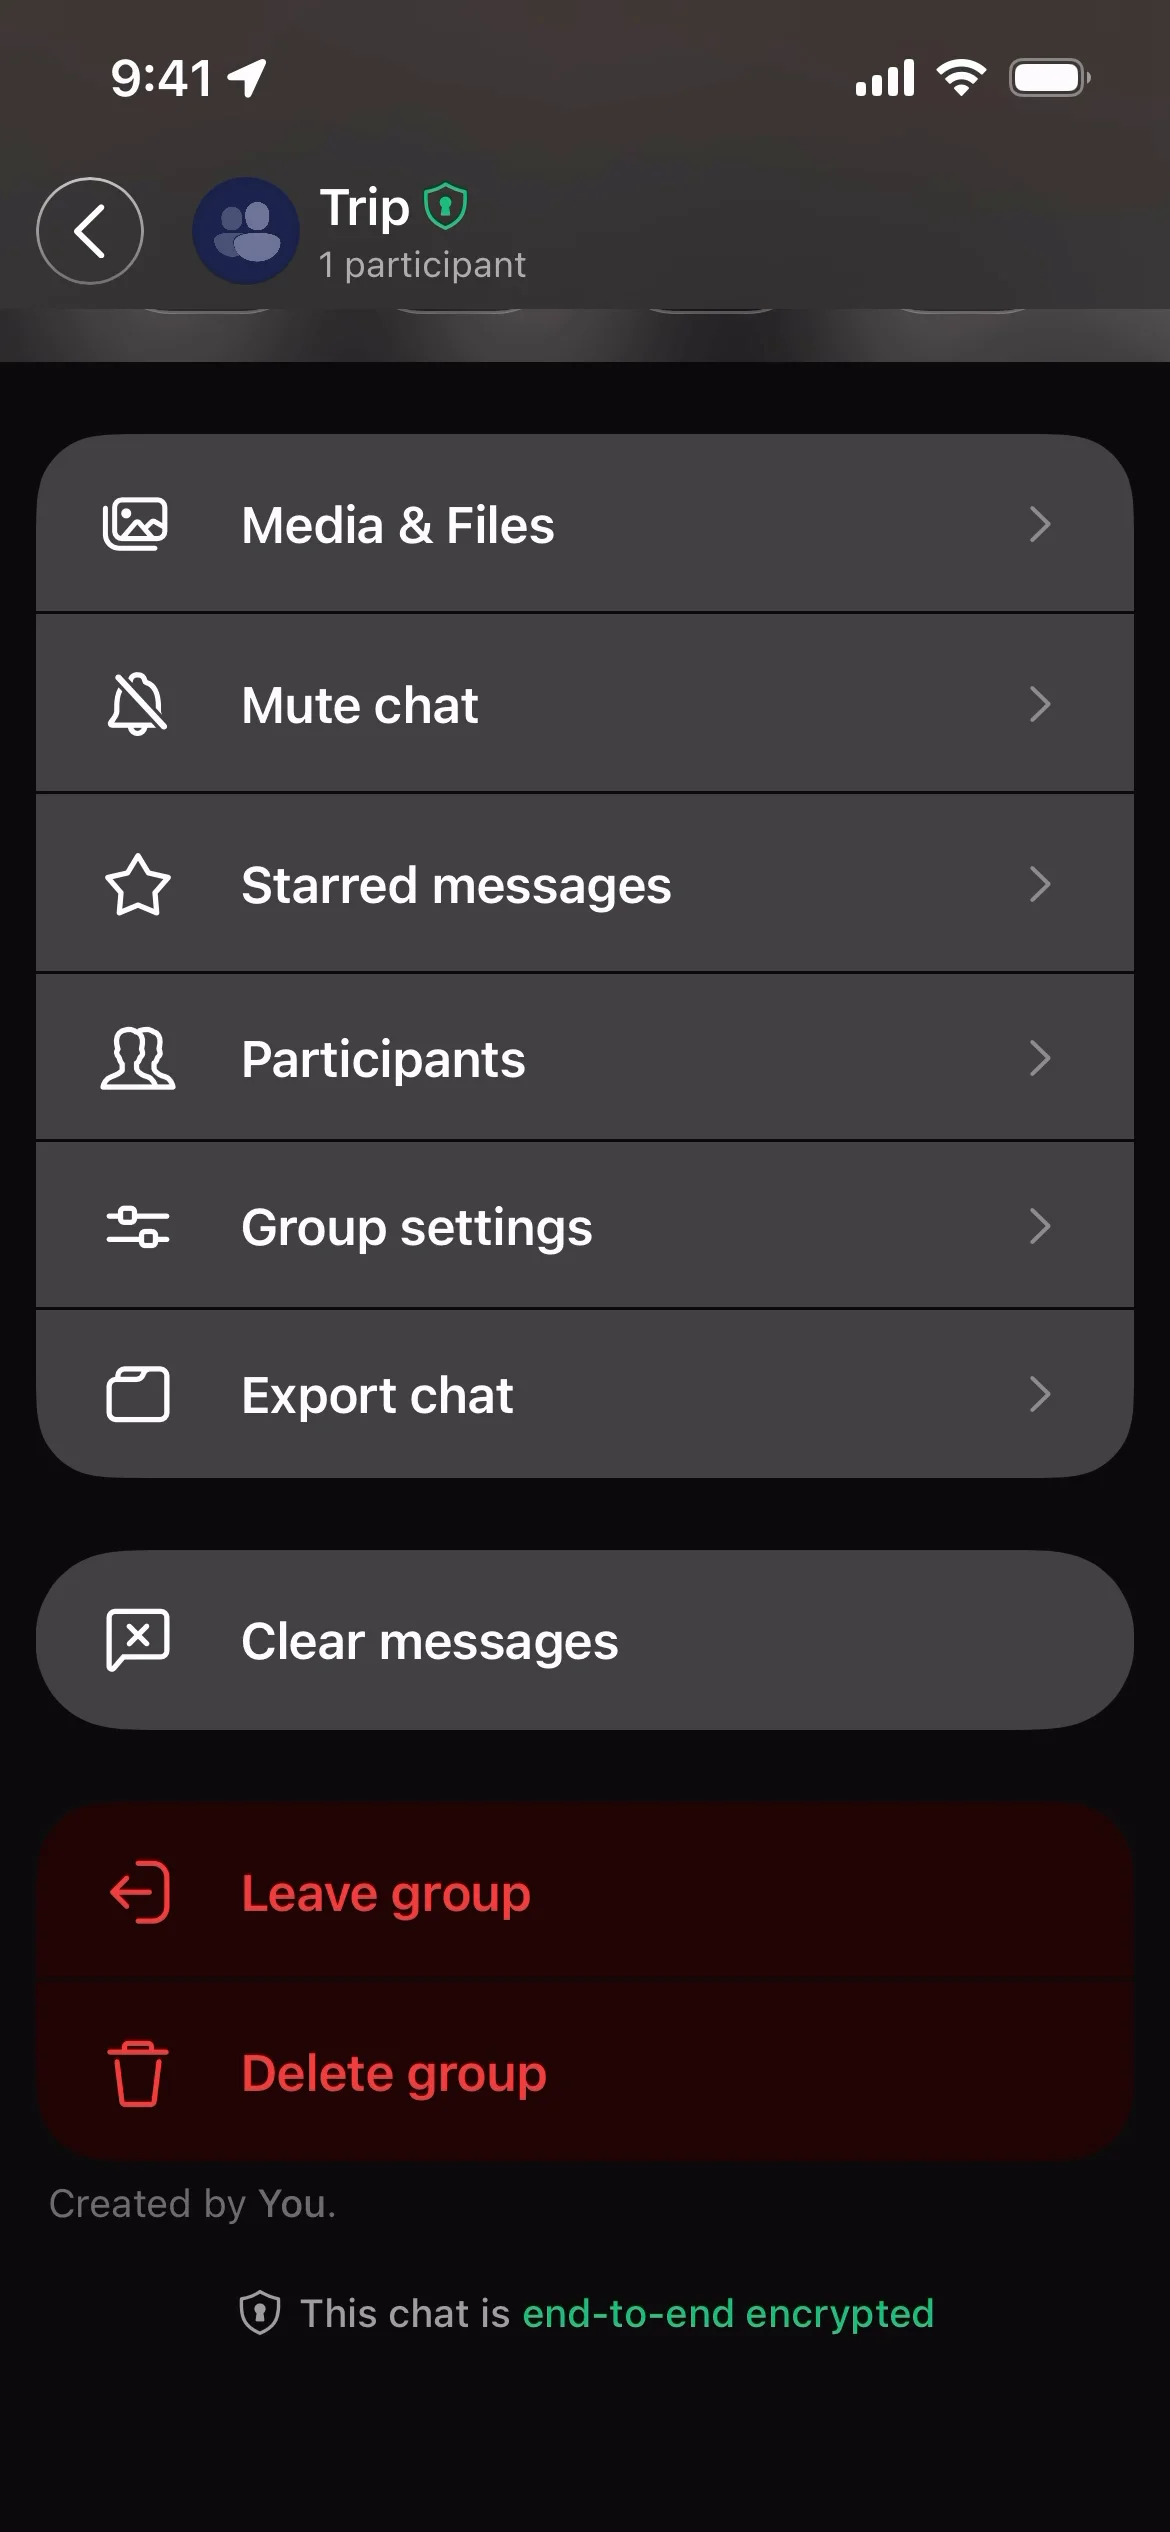 9:41
Trip
1 participant
Media & Files
Mute chat
Starred messages
Participants
Group settings
Export chat
Clear messages
Leave group
Delete group
Created by You.
This chat is end-to-end encrypted